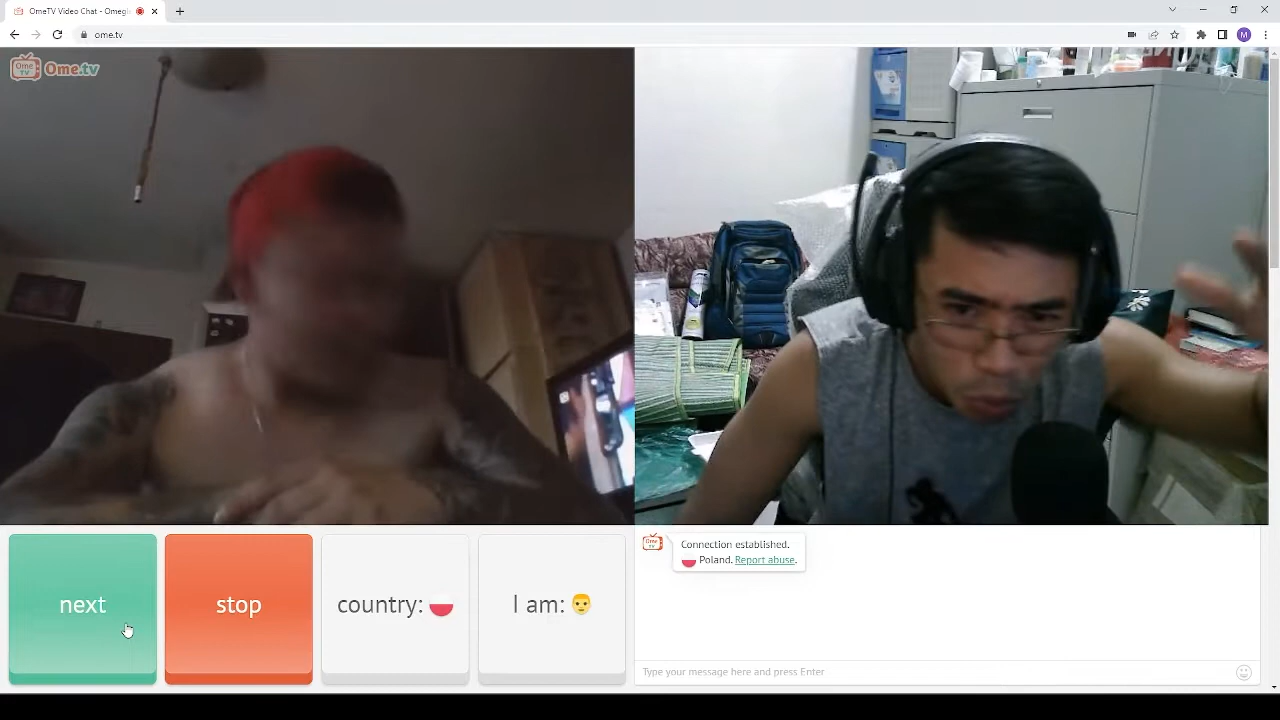 OmeTV Video Chat - Omegl
ome.tv
M
Ome.tv
Connection established.
Poland. Report abuse.
next
stop
country:
I am:
Type your message here and press Enter